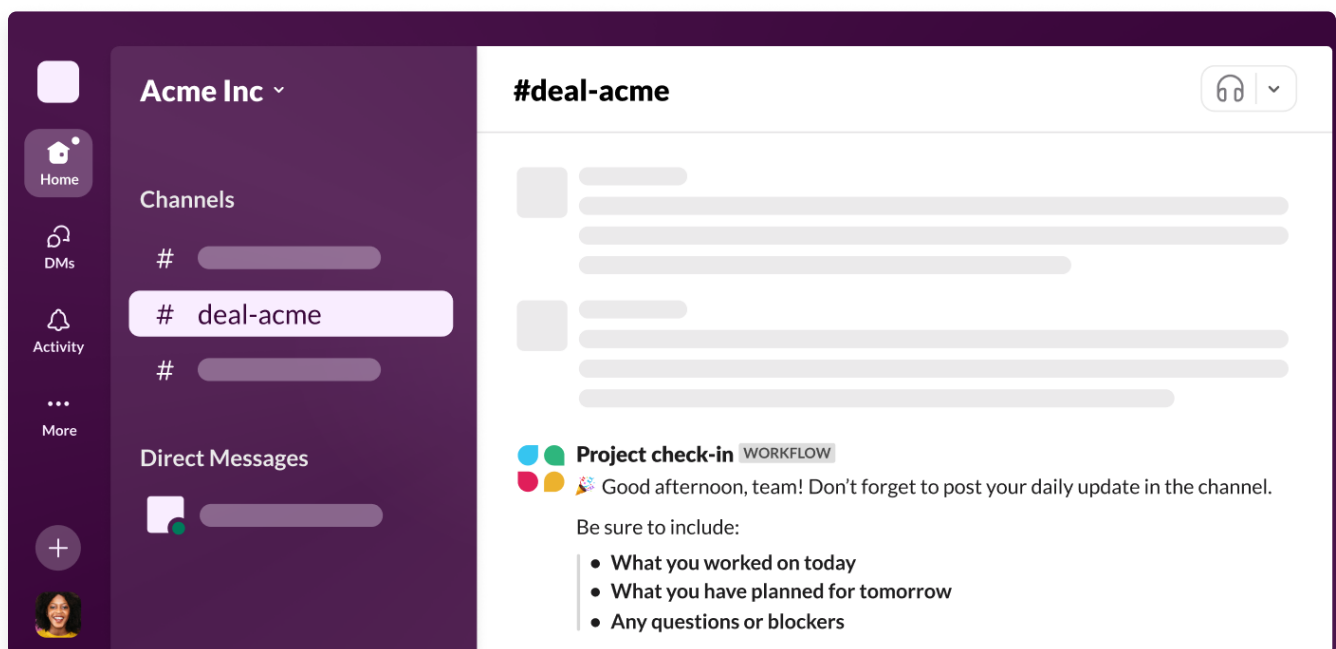 Acme Inc
#deal-acme
Home
DMs
Activity
More
Channels
#
# deal-acme
#
Direct Messages
Project check-in WORKFLOW
🎉 Good afternoon, team! Don’t forget to post your daily update in the channel.
Be sure to include:
• What you worked on today
• What you have planned for tomorrow
• Any questions or blockers